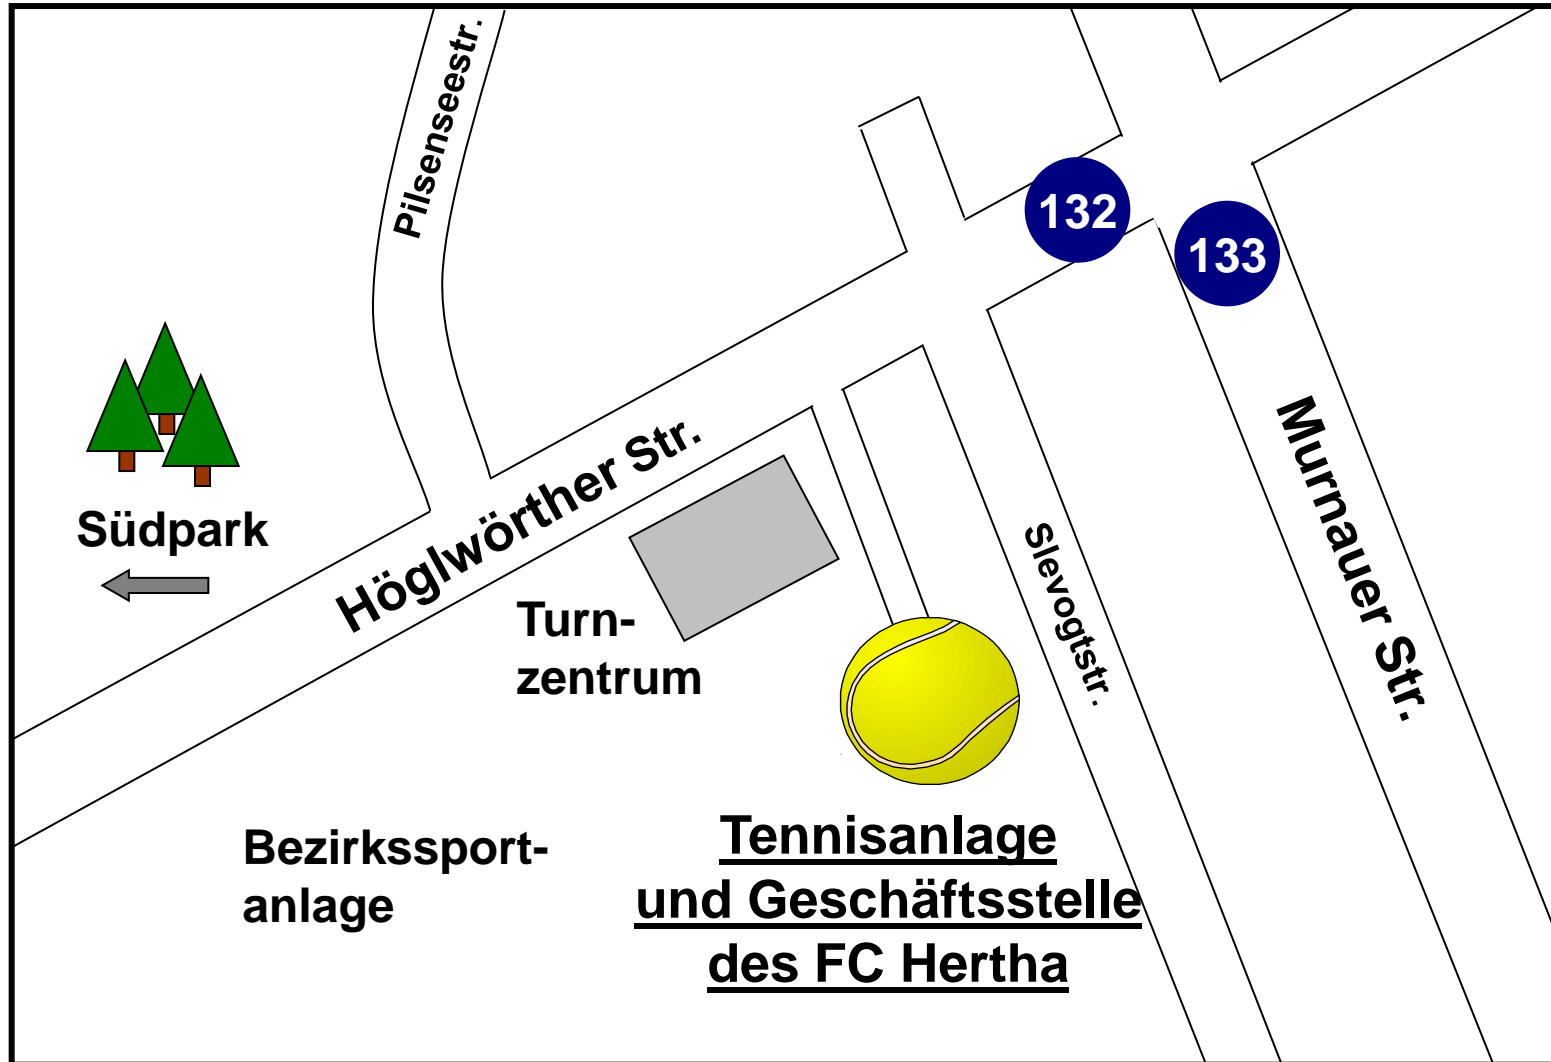 Pilsenseestr.
132
133
Südpark
Höglwörther Str.
Murnauer Str.
Slevogtstr.
Turn-
zentrum
Bezirkssport-
anlage
Tennisanlage
und Geschäftsstelle
des FC Hertha